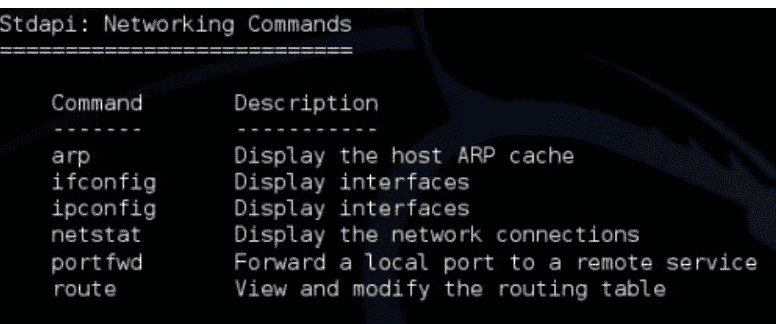 Stdapi: Networking Commands
===========================
Command Description
------- -----------
arp Display the host ARP cache
ifconfig Display interfaces
ipconfig Display interfaces
netstat Display the network connections
portfwd Forward a local port to a remote service
route View and modify the routing table